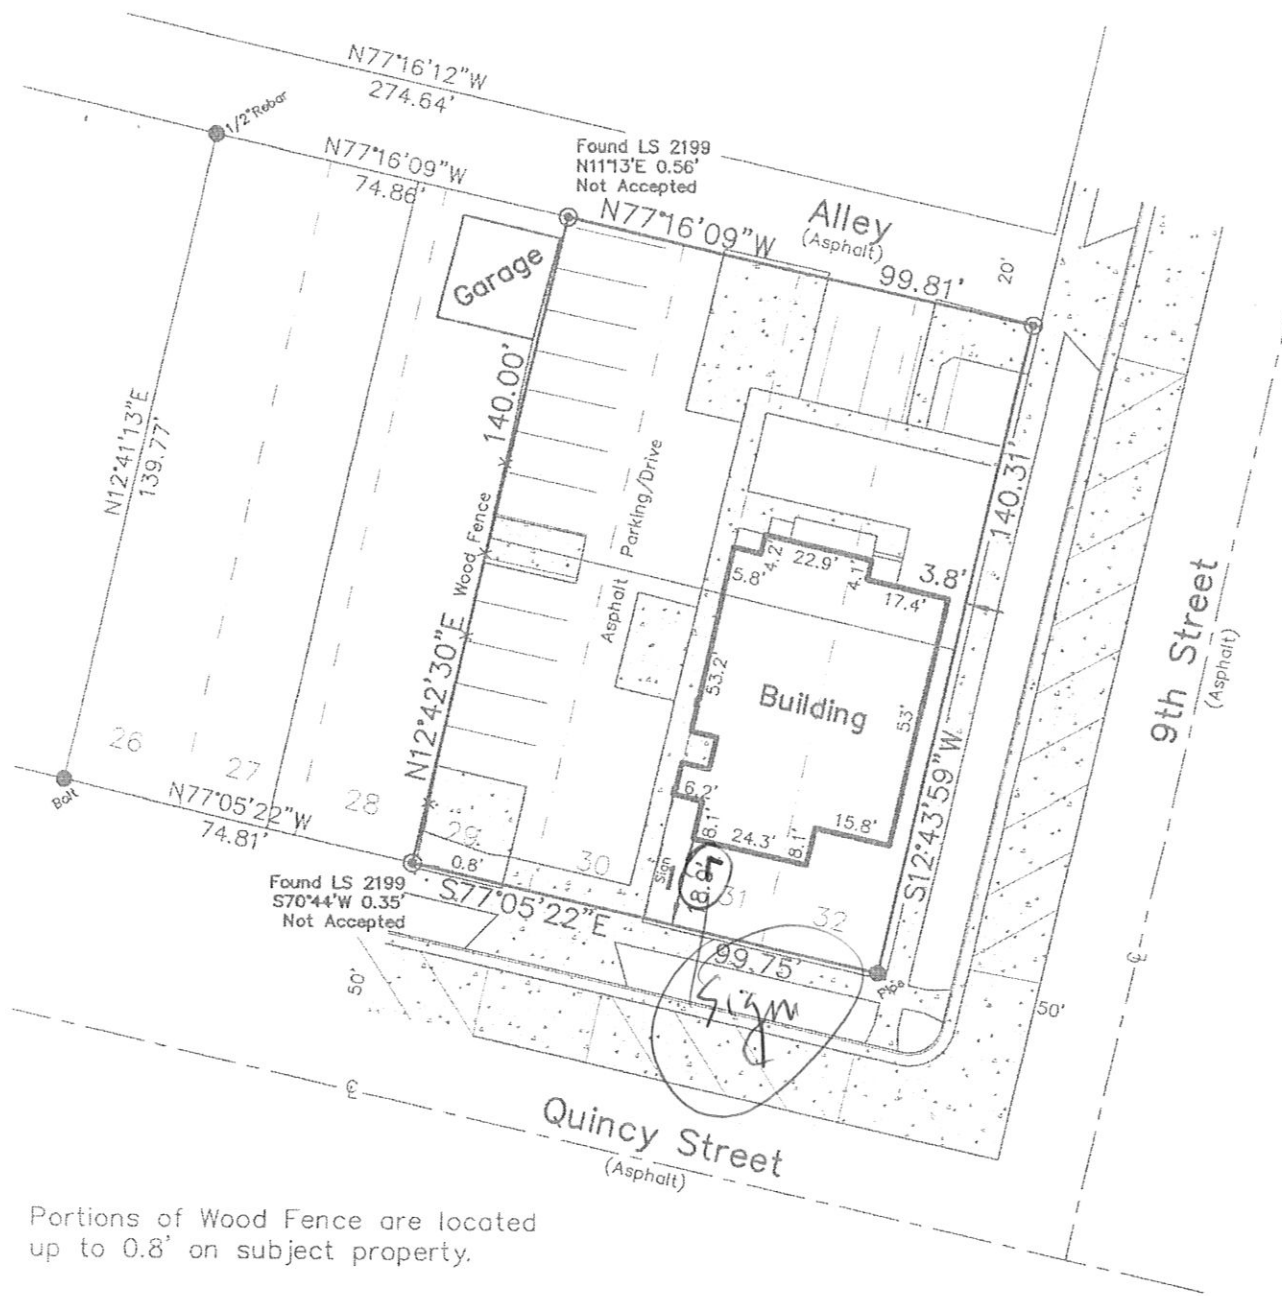 N77°16'12"W
274.64'
1/2" Rebar
N77°16'09"W
74.86'
Found LS 2199
N11°13'E 0.56'
Not Accepted
N77°16'09"W
99.81'
Alley
(Asphalt)
20'
Garage
140.00'
N12°42'30"E
Wood Fence
N12°41'13"E
139.77'
Asphalt Parking/Drive
140.31'
S12°43'59"W
3.8'
5.8'
4.2'
22.9'
4.1'
17.4'
53.2'
Building
53'
6.2'
8.1'
24.3'
8.1'
15.8'
9th Street
(Asphalt)
26
27
28
29
30
31
32
Bolt
N77°05'22"W
74.81'
0.8'
Sign
18.9'
Found LS 2199
S70°44'W 0.35'
Not Accepted
S77°05'22"E
99.75'
Pipe
Sign
50'
50'
Quincy Street
(Asphalt)
Portions of Wood Fence are located
up to 0.8' on subject property.